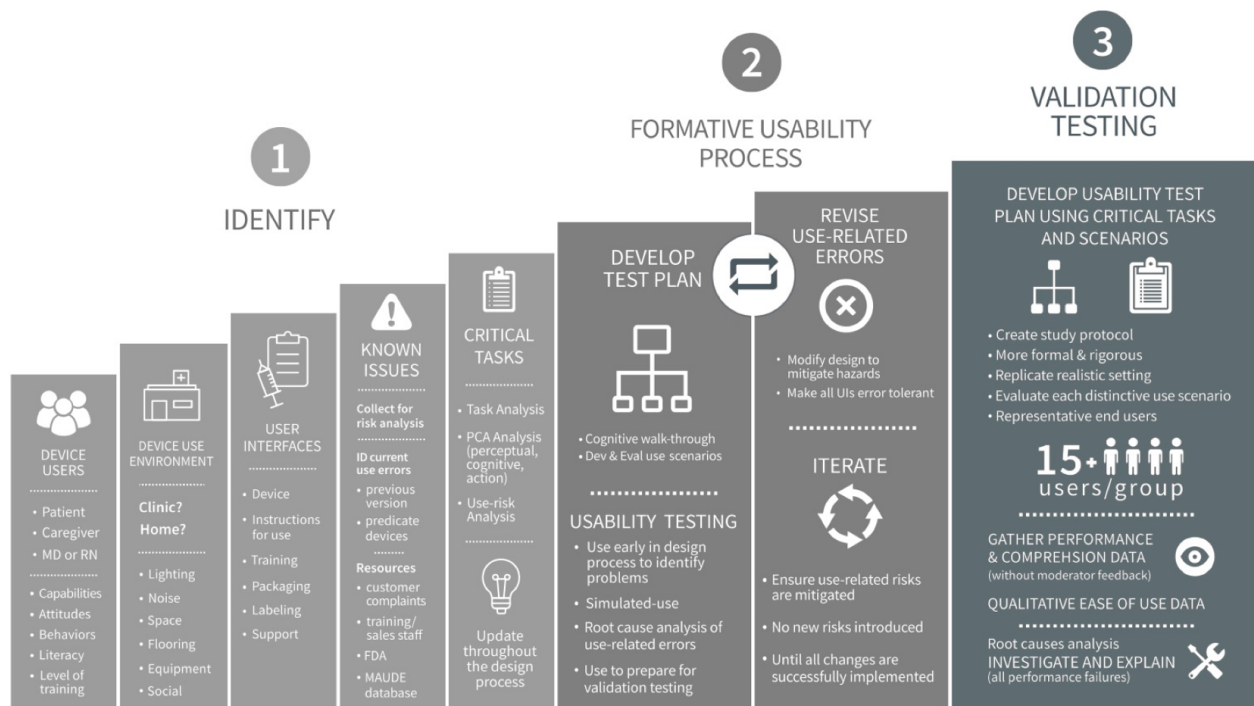 1
IDENTIFY
DEVICE
USERS
• Patient
• Caregiver
• MD or RN
• Capabilities
• Attitudes
• Behaviors
• Literacy
• Level of
training
DEVICE USE
ENVIRONMENT
Clinic?
Home?
• Lighting
• Noise
• Space
• Flooring
• Equipment
• Social
USER
INTERFACES
• Device
• Instructions
for use
• Training
• Packaging
• Labeling
• Support
KNOWN
ISSUES
Collect for
risk analysis
ID current
use errors
• previous
version
• predicate
devices
Resources
• customer
complaints
• training/
sales staff
• FDA
• MAUDE
database
CRITICAL
TASKS
• Task Analysis
• PCA Analysis
(perceptual,
cognitive,
action)
• Use-risk
Analysis
Update
throughout
the design
process
2
FORMATIVE USABILITY
PROCESS
DEVELOP
TEST PLAN
• Cognitive walk-through
• Dev & Eval use scenarios
USABILITY TESTING
• Use early in design
process to identify
problems
• Simulated-use
• Root cause analysis of
use-related errors
• Use to prepare for
validation testing
REVISE
USE-RELATED
ERRORS
• Modify design to
mitigate hazards
• Make all UIs error tolerant
ITERATE
• Ensure use-related risks
are mitigated
• No new risks introduced
• Until all changes are
successfully implemented
3
VALIDATION
TESTING
DEVELOP USABILITY TEST
PLAN USING CRITICAL TASKS
AND SCENARIOS
• Create study protocol
• More formal & rigorous
• Replicate realistic setting
• Evaluate each distinctive use scenario
• Representative end users
15+
users/group
GATHER PERFORMANCE
& COMPREHSION DATA
(without moderator feedback)
QUALITATIVE EASE OF USE DATA
Root causes analysis
INVESTIGATE AND EXPLAIN
(all performance failures)